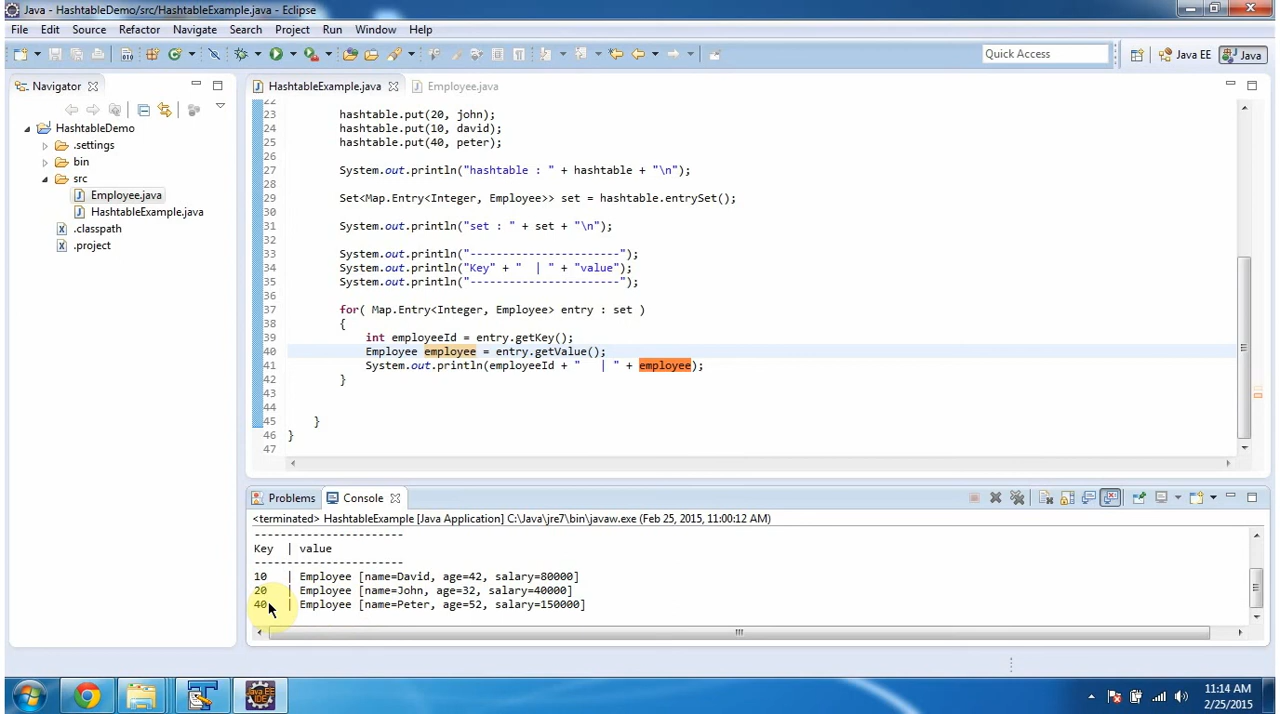 Java - HashtableDemo/src/HashtableExample.java - Eclipse
File Edit Source Refactor Navigate Search Project Run Window Help
Quick Access
Java EE
Java
Navigator
HashtableDemo
.settings
bin
src
Employee.java
HashtableExample.java
.classpath
.project
HashtableExample.java
Employee.java
22
23 hashtable.put(20, john);
24 hashtable.put(10, david);
25 hashtable.put(40, peter);
26
27 System.out.println("hashtable : " + hashtable + "\n");
28
29 Set<Map.Entry<Integer, Employee>> set = hashtable.entrySet();
30
31 System.out.println("set : " + set + "\n");
32
33 System.out.println("-----------------------");
34 System.out.println("Key" + "  | " + "value");
35 System.out.println("-----------------------");
36
37 for( Map.Entry<Integer, Employee> entry : set )
38 {
39 int employeeId = entry.getKey();
40 Employee employee = entry.getValue();
41 System.out.println(employeeId + "   | " + employee);
42 }
43
44
45 }
46 }
47
Problems
Console
<terminated> HashtableExample [Java Application] C:\Java\jre7\bin\javaw.exe (Feb 25, 2015, 11:00:12 AM)
-----------------------
Key | value
-----------------------
10 | Employee [name=David, age=42, salary=80000]
20 | Employee [name=John, age=32, salary=40000]
40 | Employee [name=Peter, age=52, salary=150000]
Java EE
IDE
11:14 AM
2/25/2015